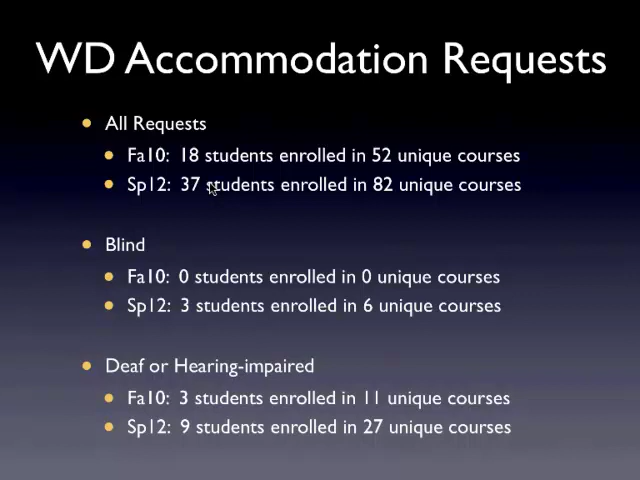 WD Accommodation Requests
All Requests
Fa10: 18 students enrolled in 52 unique courses
Sp12: 37 students enrolled in 82 unique courses
Blind
Fa10: 0 students enrolled in 0 unique courses
Sp12: 3 students enrolled in 6 unique courses
Deaf or Hearing-impaired
Fa10: 3 students enrolled in 11 unique courses
Sp12: 9 students enrolled in 27 unique courses